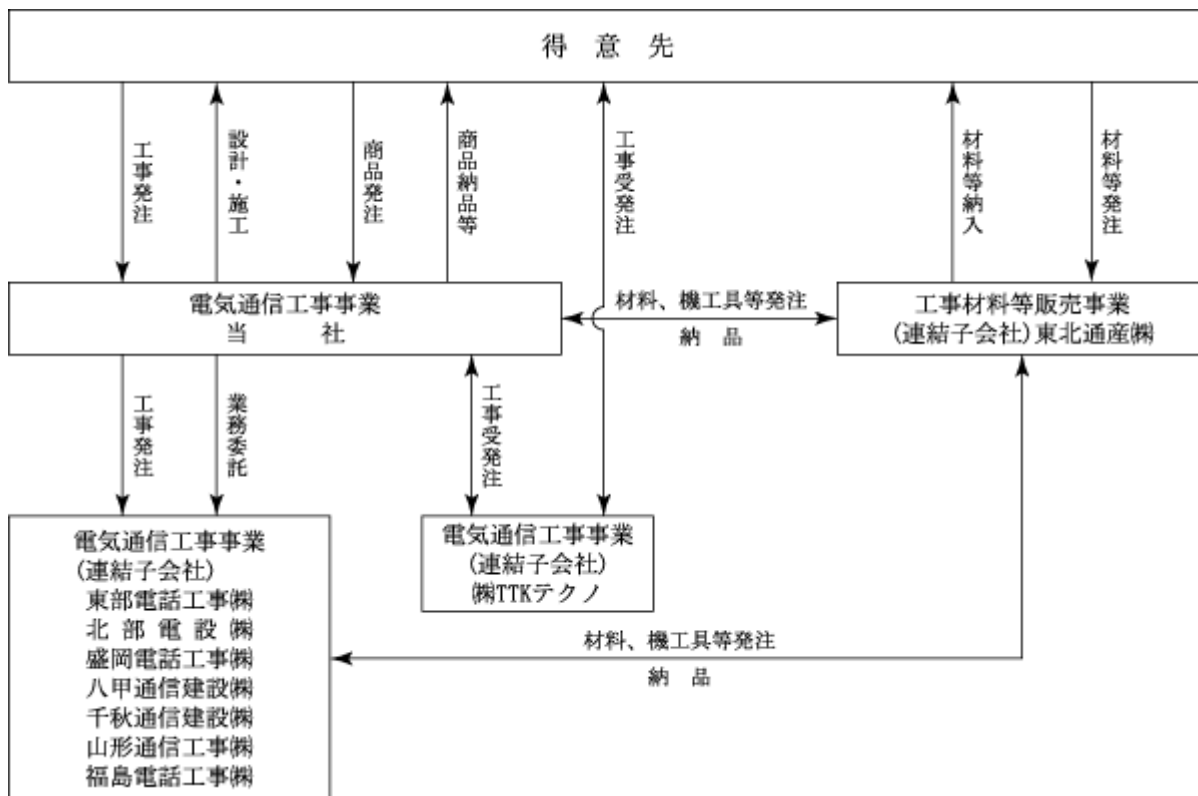 得意先
工事発注
設計・施工
商品発注
商品納品等
工事受発注
材料等納入
材料等発注
電気通信工事事業
当社
材料、機工具等発注
納品
工事材料等販売事業
(連結子会社)東北通産㈱
工事発注
業務委託
工事受発注
電気通信工事事業
(連結子会社)
東部電話工事㈱
北部電設㈱
盛岡電話工事㈱
八甲通信建設㈱
千秋通信建設㈱
山形通信工事㈱
福島電話工事㈱
電気通信工事事業
(連結子会社)
㈱TTKテクノ
材料、機工具等発注
納品